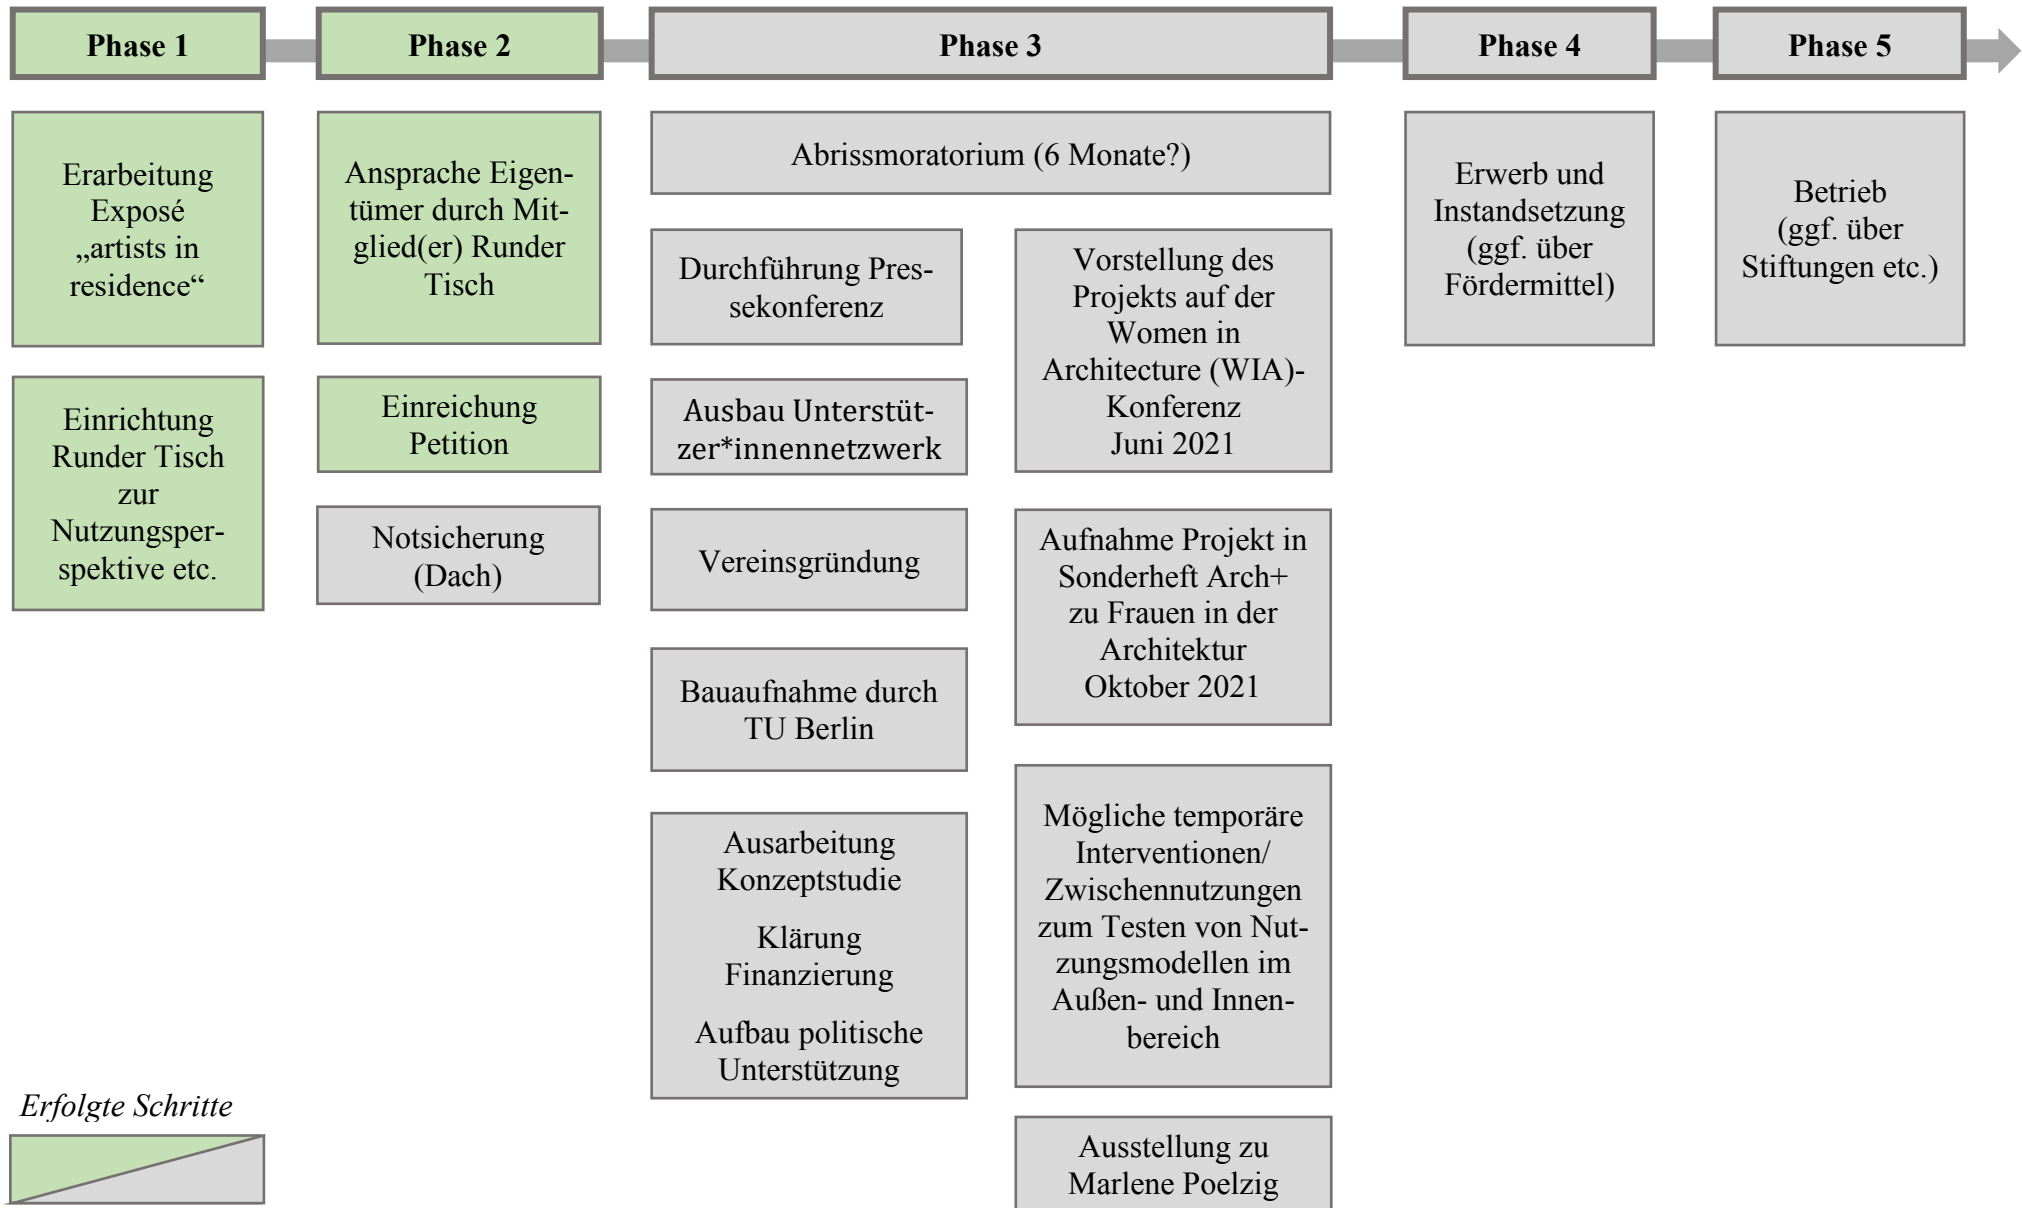 Phase 1
Phase 2
Phase 3
Phase 4
Phase 5
Erarbeitung
Exposé
„artists in
residence“
Einrichtung
Runder Tisch
zur
Nutzungsper-
spektive etc.
Ansprache Eigen-
tümer durch Mit-
glied(er) Runder
Tisch
Einreichung
Petition
Notsicherung
(Dach)
Abrissmoratorium (6 Monate?)
Durchführung Pres-
sekonferenz
Ausbau Unterstüt-
zer*innennetzwerk
Vereinsgründung
Bauaufnahme durch
TU Berlin
Ausarbeitung
Konzeptstudie
Klärung
Finanzierung
Aufbau politische
Unterstützung
Vorstellung des
Projekts auf der
Women in
Architecture (WIA)-
Konferenz
Juni 2021
Aufnahme Projekt in
Sonderheft Arch+
zu Frauen in der
Architektur
Oktober 2021
Mögliche temporäre
Interventionen/
Zwischennutzungen
zum Testen von Nut-
zungsmodellen im
Außen- und Innen-
bereich
Ausstellung zu
Marlene Poelzig
Erwerb und
Instandsetzung
(ggf. über
Fördermittel)
Betrieb
(ggf. über
Stiftungen etc.)
Erfolgte Schritte